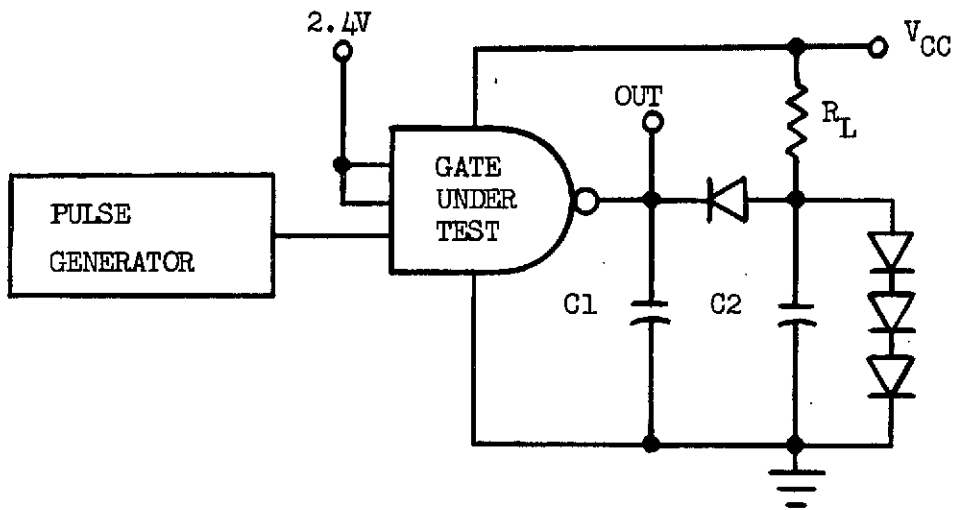 2.4V
V_CC
OUT
R_L
GATE
UNDER
TEST
PULSE
GENERATOR
C1
C2